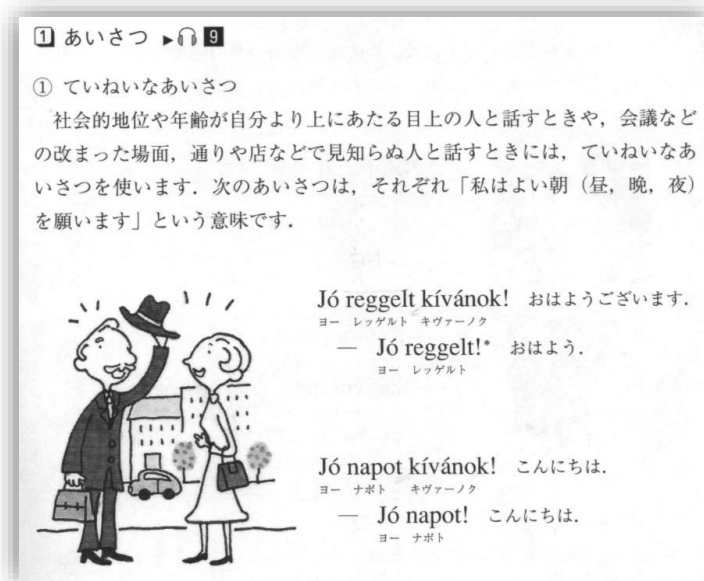 1 あいさつ ▶🎧 9
① ていねいなあいさつ
社会的地位や年齢が自分より上にあたる目上の人と話すときや，会議など
の改まった場面，通りや店などで見知らぬ人と話すときには，ていねいなあ
いさつを使います．次のあいさつは，それぞれ「私はよい朝（昼，晩，夜）
を願います」という意味です．
Jó reggelt kívánok! おはようございます．
ヨー レッゲルト キヴァーノク
— Jó reggelt!* おはよう．
ヨー レッゲルト
Jó napot kívánok! こんにちは．
ヨー ナポト キヴァーノク
— Jó napot! こんにちは．
ヨー ナポト